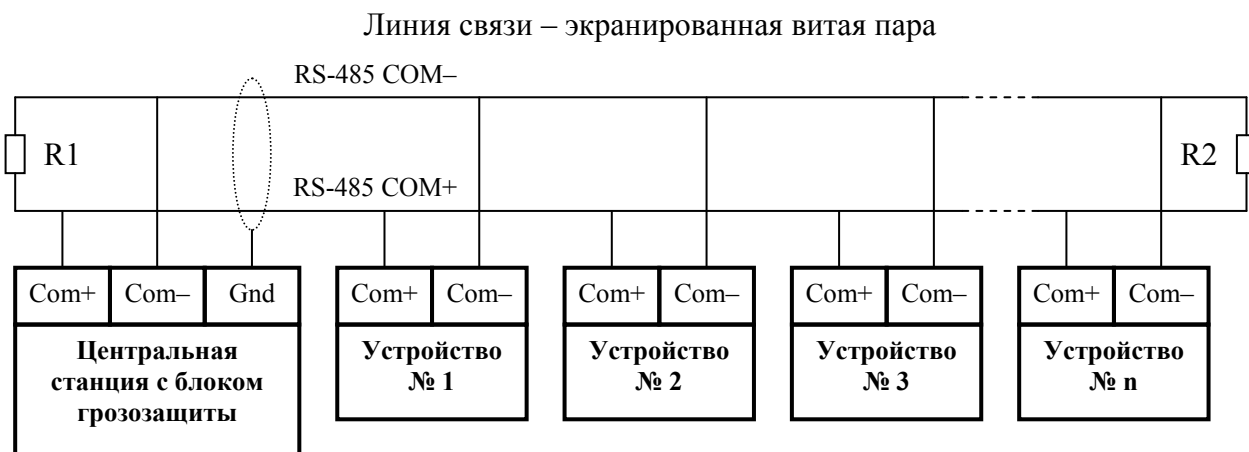 Линия связи – экранированная витая пара
RS-485 COM–
R1
R2
RS-485 COM+
Com+ Com– Gnd Com+ Com– Com+ Com– Com+ Com– Com+ Com–
Центральная
станция с блоком
грозозащиты
Устройство
№ 1
Устройство
№ 2
Устройство
№ 3
Устройство
№ n